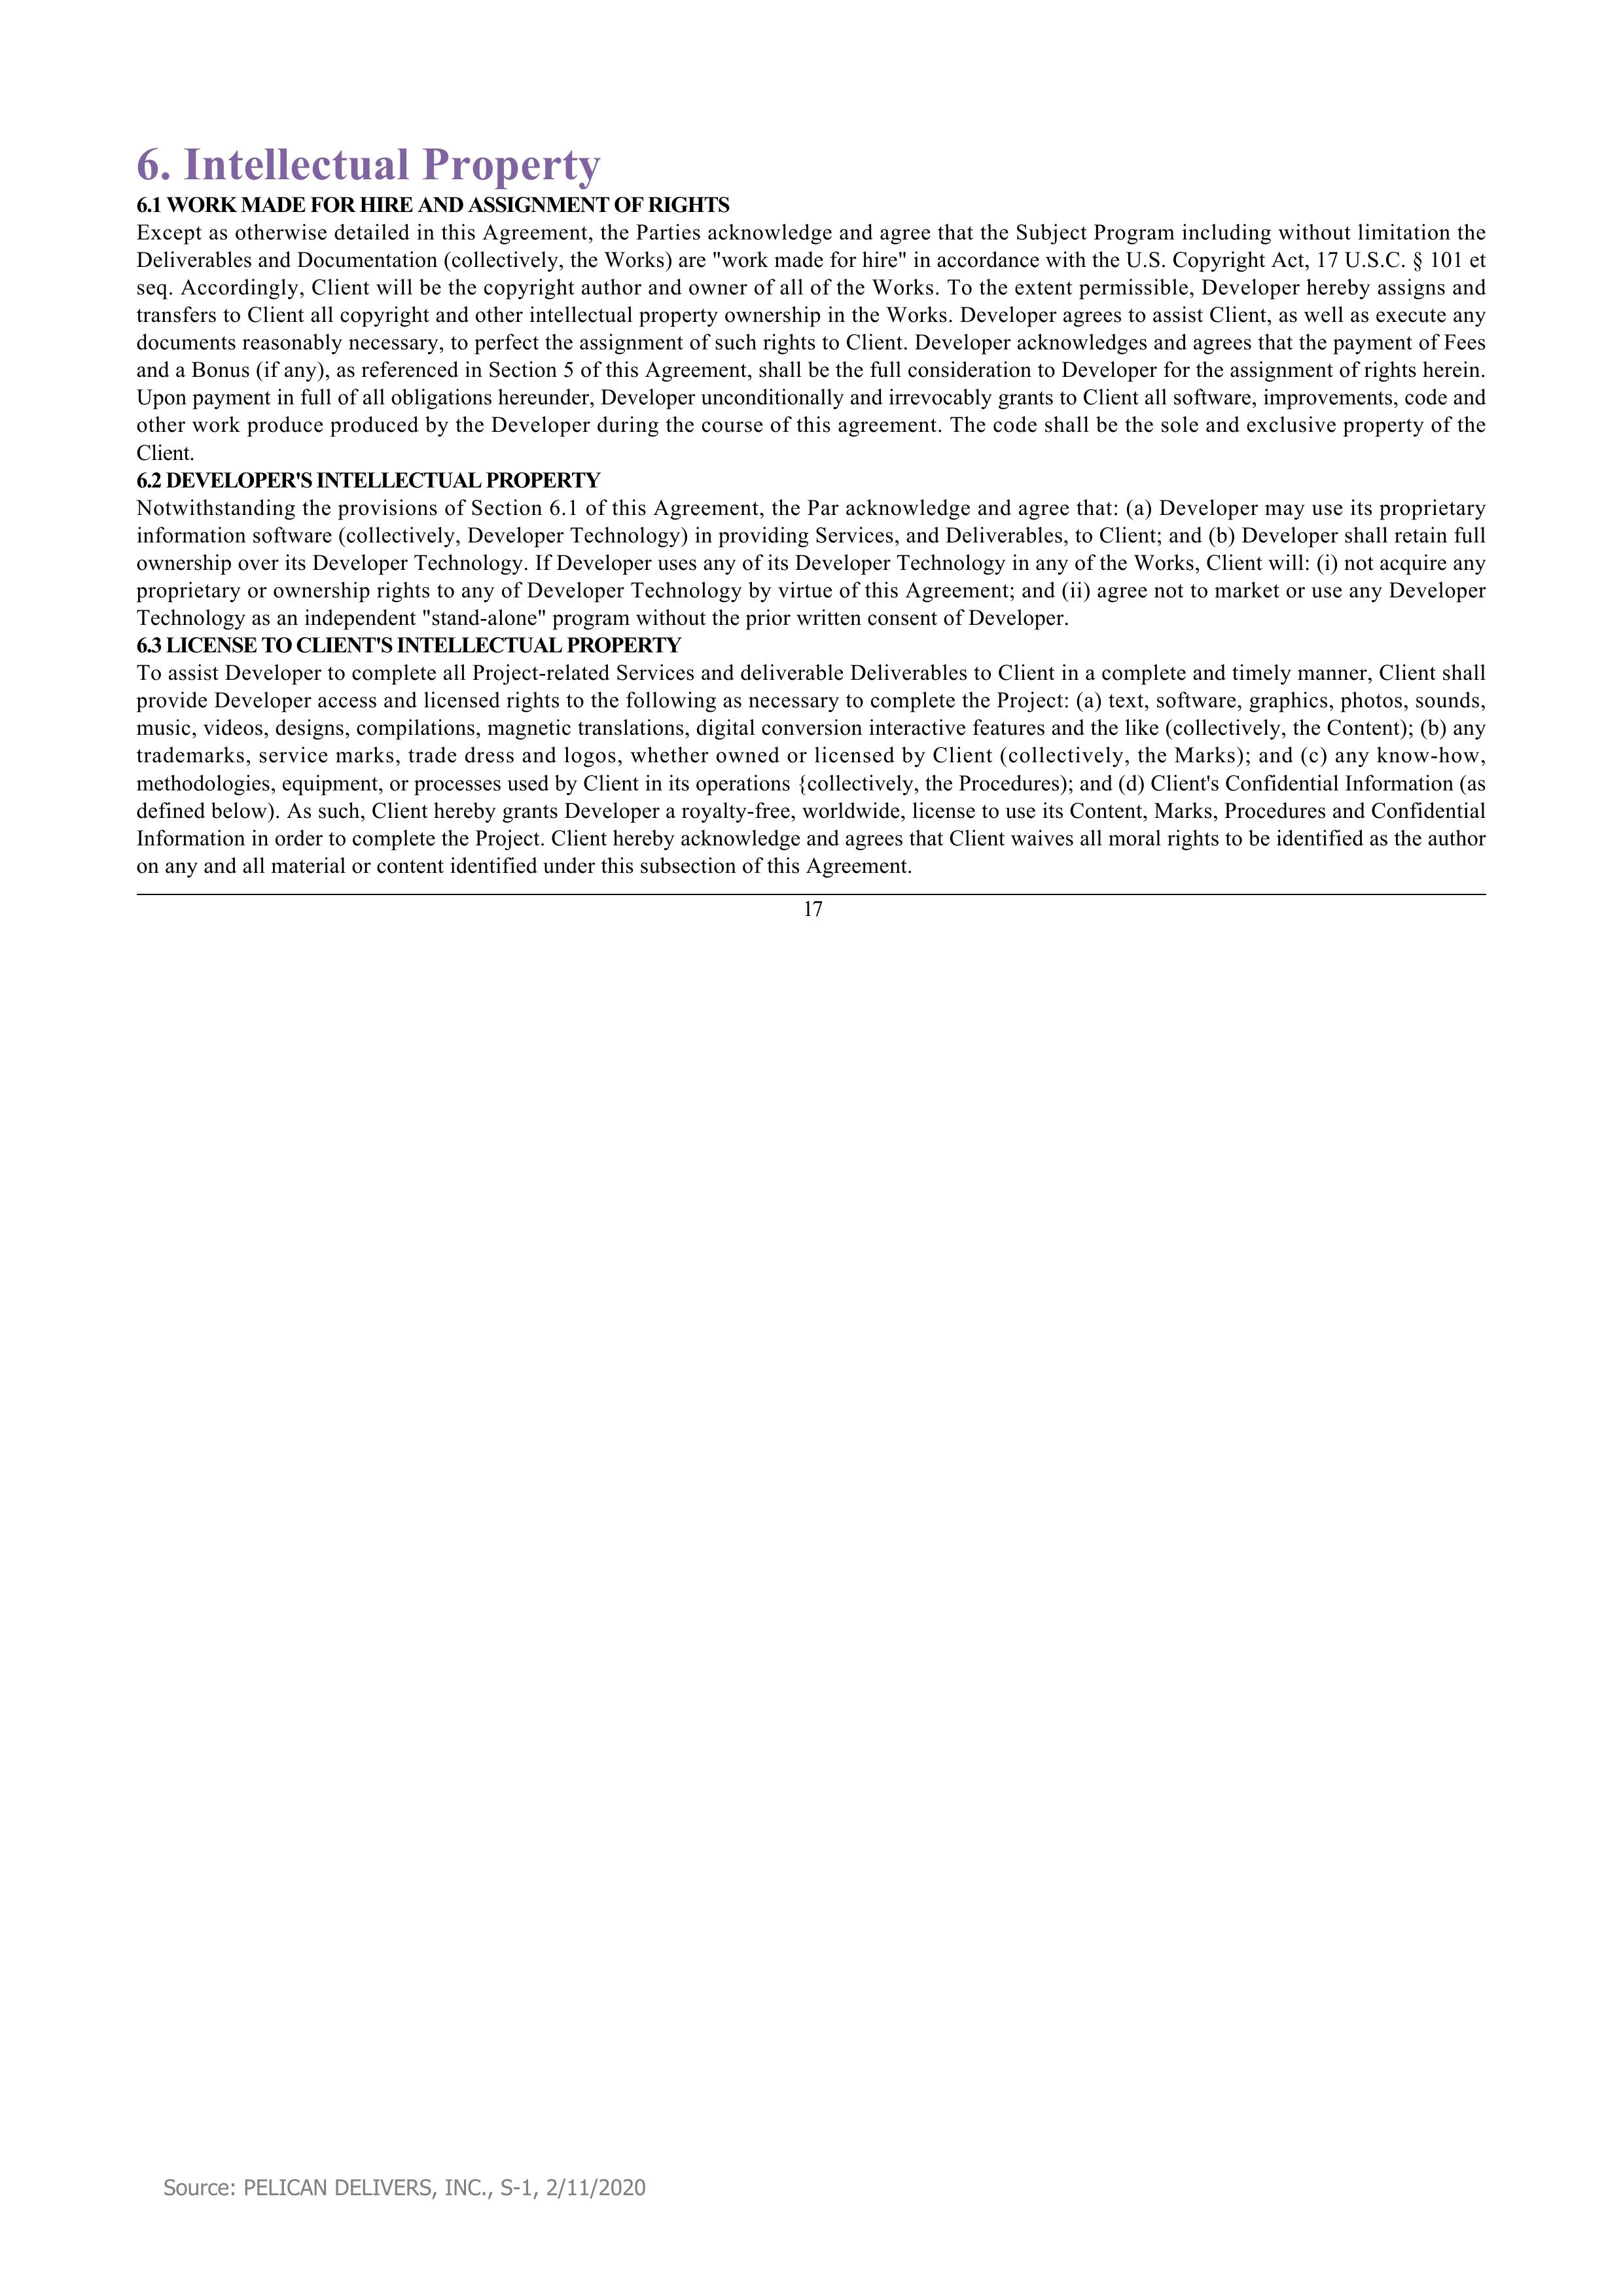 6. Intellectual Property
6.1 WORK MADE FOR HIRE AND ASSIGNMENT OF RIGHTS
Except as otherwise detailed in this Agreement, the Parties acknowledge and agree that the Subject Program including without limitation the
Deliverables and Documentation (collectively, the Works) are "work made for hire" in accordance with the U.S. Copyright Act, 17 U.S.C. § 101 et
seq. Accordingly, Client will be the copyright author and owner of all of the Works. To the extent permissible, Developer hereby assigns and
transfers to Client all copyright and other intellectual property ownership in the Works. Developer agrees to assist Client, as well as execute any
documents reasonably necessary, to perfect the assignment of such rights to Client. Developer acknowledges and agrees that the payment of Fees
and a Bonus (if any), as referenced in Section 5 of this Agreement, shall be the full consideration to Developer for the assignment of rights herein.
Upon payment in full of all obligations hereunder, Developer unconditionally and irrevocably grants to Client all software, improvements, code and
other work produce produced by the Developer during the course of this agreement. The code shall be the sole and exclusive property of the
Client.
6.2 DEVELOPER'S INTELLECTUAL PROPERTY
Notwithstanding the provisions of Section 6.1 of this Agreement, the Par acknowledge and agree that: (a) Developer may use its proprietary
information software (collectively, Developer Technology) in providing Services, and Deliverables, to Client; and (b) Developer shall retain full
ownership over its Developer Technology. If Developer uses any of its Developer Technology in any of the Works, Client will: (i) not acquire any
proprietary or ownership rights to any of Developer Technology by virtue of this Agreement; and (ii) agree not to market or use any Developer
Technology as an independent "stand-alone" program without the prior written consent of Developer.
6.3 LICENSE TO CLIENT'S INTELLECTUAL PROPERTY
To assist Developer to complete all Project-related Services and deliverable Deliverables to Client in a complete and timely manner, Client shall
provide Developer access and licensed rights to the following as necessary to complete the Project: (a) text, software, graphics, photos, sounds,
music, videos, designs, compilations, magnetic translations, digital conversion interactive features and the like (collectively, the Content); (b) any
trademarks, service marks, trade dress and logos, whether owned or licensed by Client (collectively, the Marks); and (c) any know-how,
methodologies, equipment, or processes used by Client in its operations {collectively, the Procedures); and (d) Client's Confidential Information (as
defined below). As such, Client hereby grants Developer a royalty-free, worldwide, license to use its Content, Marks, Procedures and Confidential
Information in order to complete the Project. Client hereby acknowledge and agrees that Client waives all moral rights to be identified as the author
on any and all material or content identified under this subsection of this Agreement.
17
Source: PELICAN DELIVERS, INC., S-1, 2/11/2020